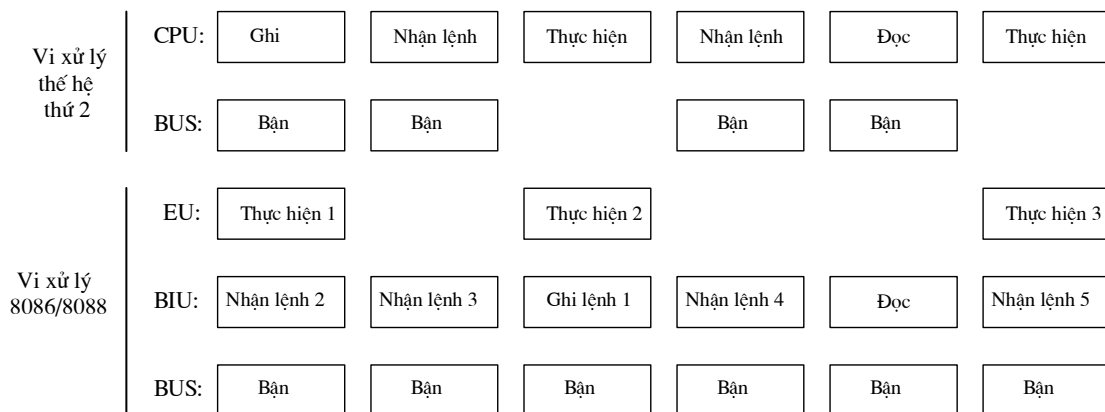 Vi xử lý
thế hệ
thứ 2
CPU: Ghi Nhận lệnh Thực hiện Nhận lệnh Đọc Thực hiện
BUS: Bận Bận Bận Bận
Vi xử lý
8086/8088
EU: Thực hiện 1 Thực hiện 2 Thực hiện 3
BIU: Nhận lệnh 2 Nhận lệnh 3 Ghi lệnh 1 Nhận lệnh 4 Đọc Nhận lệnh 5
BUS: Bận Bận Bận Bận Bận Bận